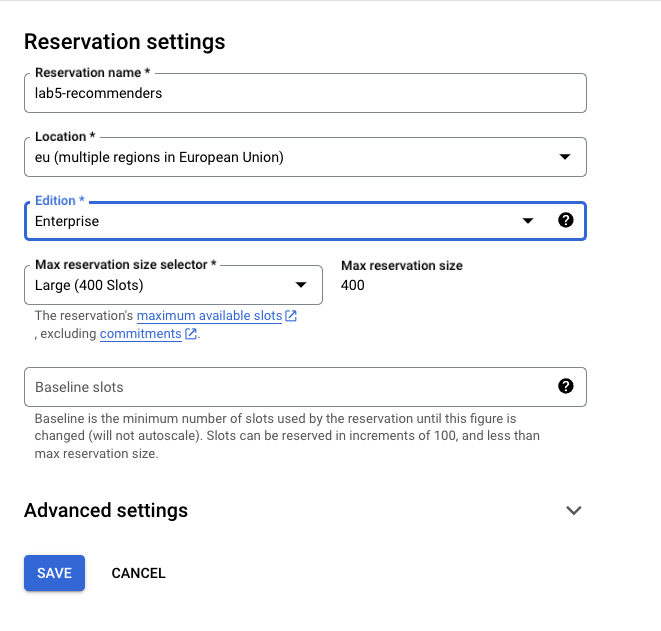 Reservation settings
Reservation name *
lab5-recommenders
Location *
eu (multiple regions in European Union)
Edition *
Enterprise
Max reservation size selector *
Large (400 Slots)
Max reservation size
400
The reservation's maximum available slots
, excluding commitments.
Baseline slots
Baseline is the minimum number of slots used by the reservation until this figure is
changed (will not autoscale). Slots can be reserved in increments of 100, and less than
max reservation size.
Advanced settings
SAVE
CANCEL